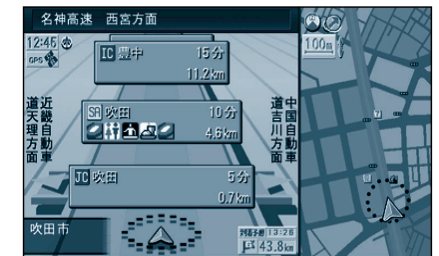 名神高速 西宮方面
12:46
GPS
100m
IC 豊中 15分
11.2km
SA 吹田 10分
4.6km
JC 吹田 5分
0.7km
近畿自動車
道天理方面
中国自動車
道吉川方面
吹田市
到着予想 13:26
43.8km